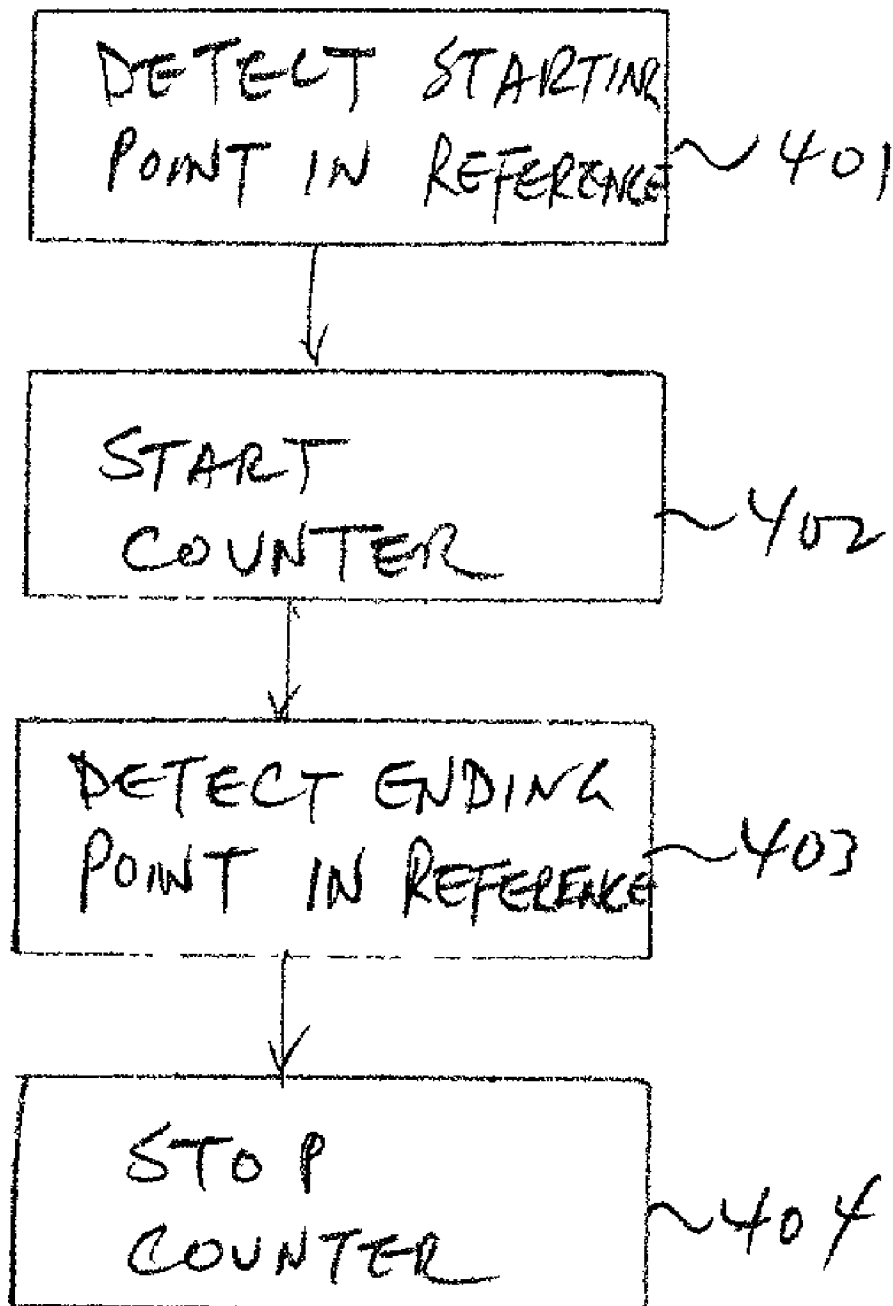 DETECT STARTING
POINT IN REFERENCE
401
START
COUNTER
402
DETECT ENDING
POINT IN REFERENCE
403
STOP
COUNTER
404